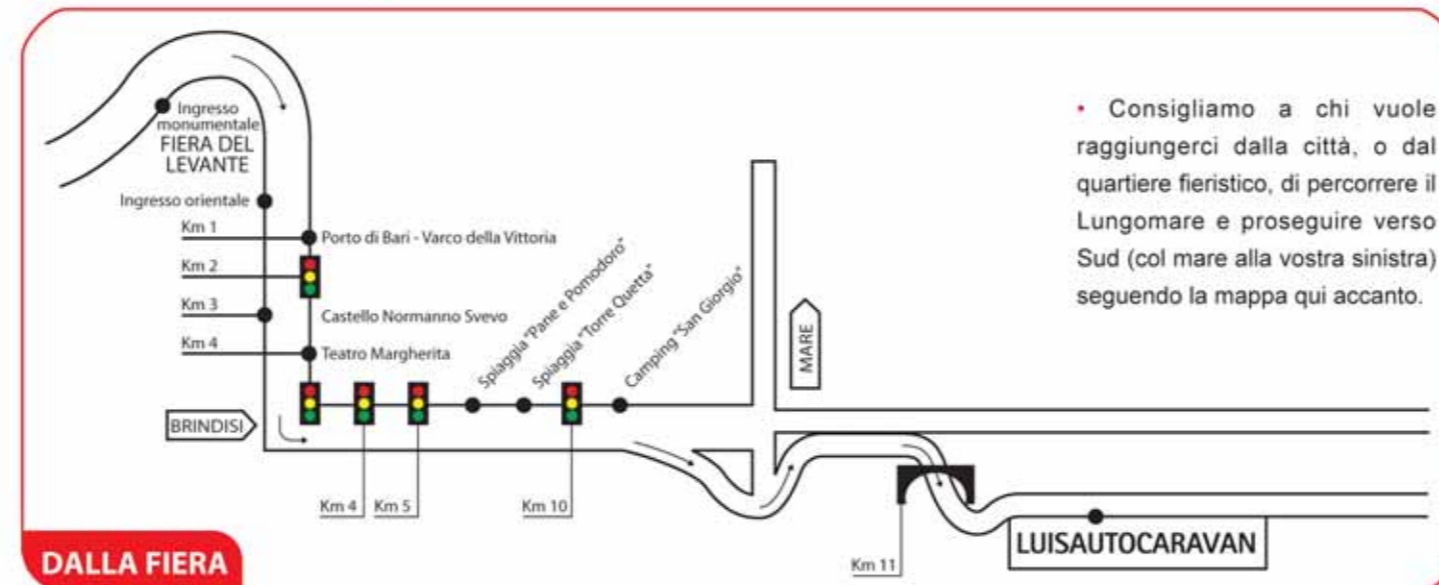 Ingresso
monumentale
FIERA DEL
LEVANTE
Ingresso orientale
Km 1
Porto di Bari - Varco della Vittoria
Km 2
Km 3
Castello Normanno Svevo
Km 4
Teatro Margherita
Spiaggia "Pane e Pomodoro"
Spiaggia "Torre Quetta"
Camping "San Giorgio"
MARE
BRINDISI
Km 4
Km 5
Km 10
Km 11
LUISAUTOCARAVAN
DALLA FIERA
• Consigliamo a chi vuole
raggiungerci dalla città, o dal
quartiere fieristico, di percorrere il
Lungomare e proseguire verso
Sud (col mare alla vostra sinistra)
seguendo la mappa qui accanto.